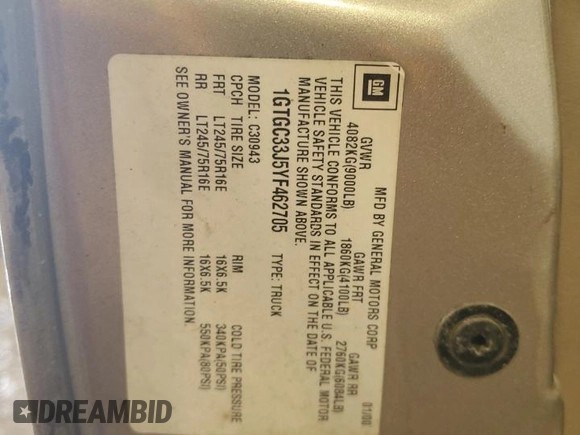 GM
MFD BY GENERAL MOTORS CORP 01/00
GVWR GAWR FRT GAWR RR
4082KG(9000LB) 1860KG(4100LB) 2760KG(6084LB)
THIS VEHICLE CONFORMS TO ALL APPLICABLE U.S. FEDERAL MOTOR
VEHICLE SAFETY STANDARDS IN EFFECT ON THE DATE OF
MANUFACTURE SHOWN ABOVE.
1GTGC33J5YF462705 TYPE: TRUCK
MODEL: C30943
CPCH TIRE SIZE RIM COLD TIRE PRESSURE
FRT LT245/75R16E 16X6.5K 340KPA(50PSI)
RR LT245/75R16E 16X6.5K 550KPA(80PSI)
SEE OWNER'S MANUAL FOR MORE INFORMATION.
DREAMBID